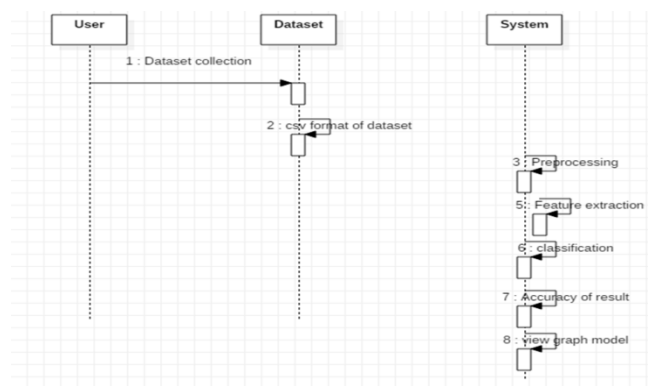 User
Dataset
System
1 : Dataset collection
2 : csv format of dataset
3 : Preprocessing
5 : Feature extraction
6 : classification
7 : Accuracy of result
8 : view graph model